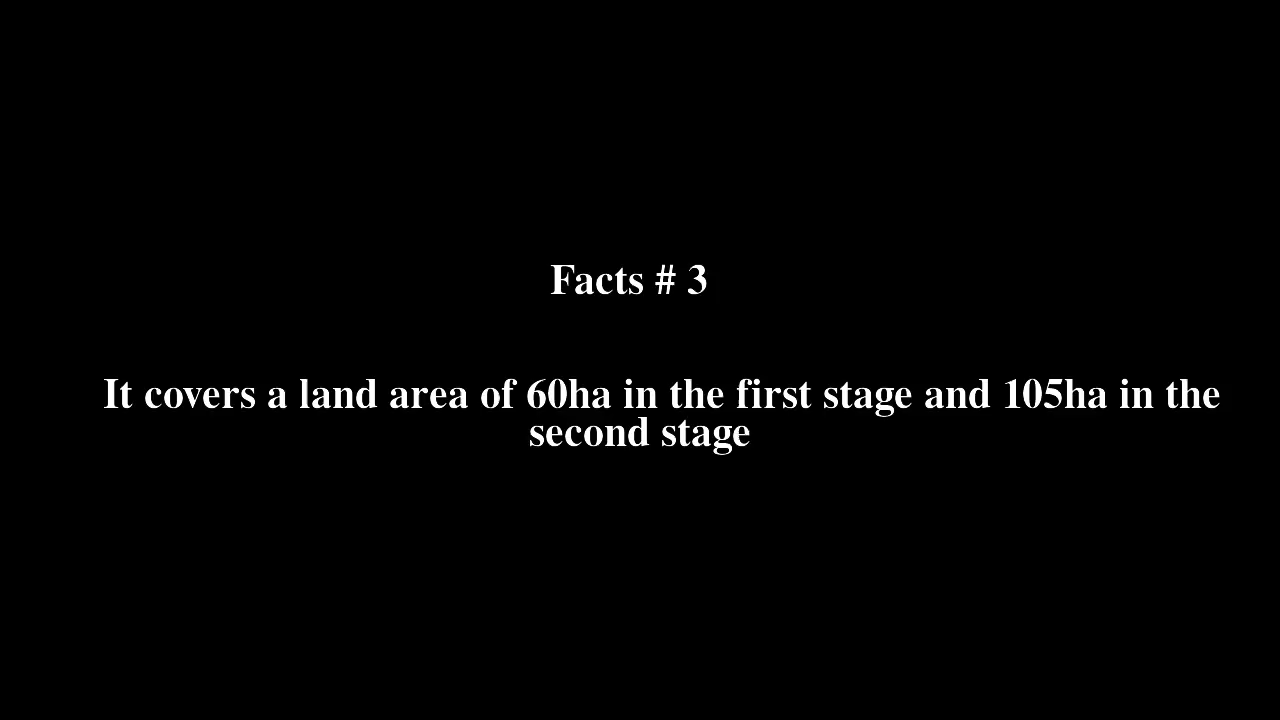 Facts # 3
It covers a land area of 60ha in the first stage and 105ha in the
second stage